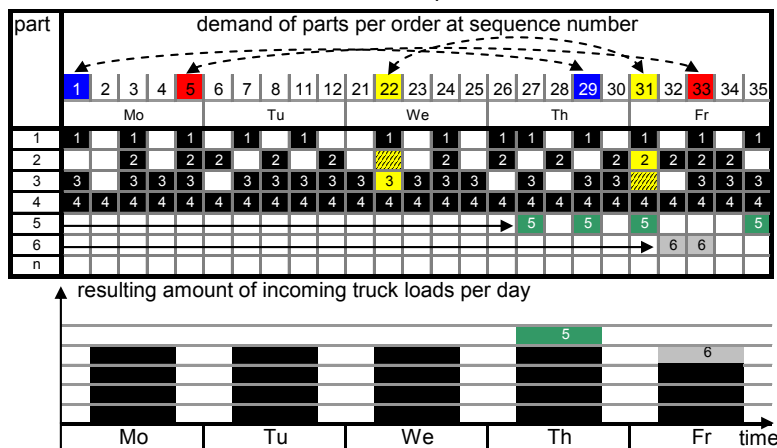 part demand of parts per order at sequence number
1 2 3 4 5 6 7 8 11 12 21 22 23 24 25 26 27 28 29 30 31 32 33 34 35
Mo Tu We Th Fr
1 1 1 1 1 1 1 1 1 1 1 1 1 1
2 2 2 2 2 2 2 2 2 2 2 2 2 2
3 3 3 3 3 3 3 3 3 3 3 3 3 3 3 3 3 3 3 3
4 4 4 4 4 4 4 4 4 4 4 4 4 4 4 4 4 4 4 4 4 4 4 4 4 4
5 5 5 5 5
6 6 6
n
resulting amount of incoming truck loads per day
5
6
Mo Tu We Th Fr time